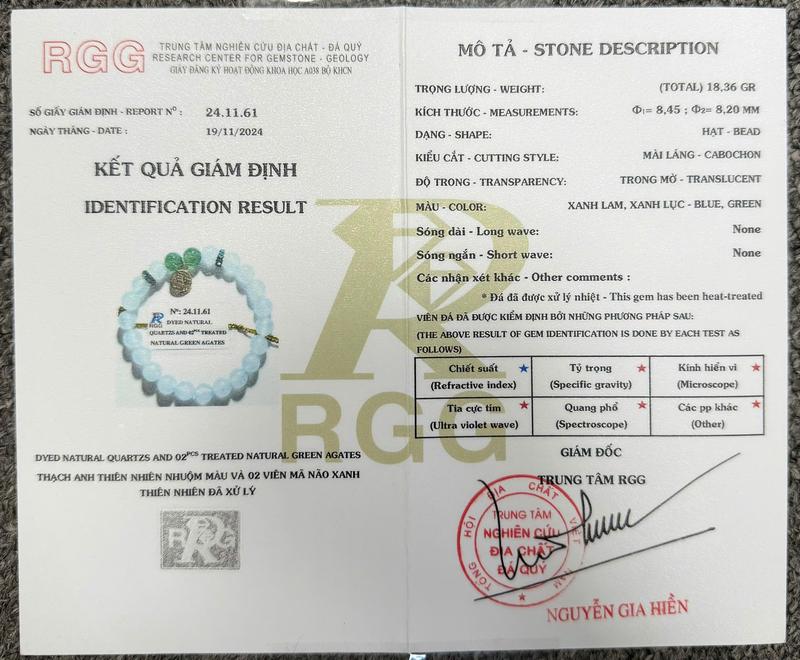 RGG
TRUNG TÂM NGHIÊN CỨU ĐỊA CHẤT - ĐÁ QUÝ
RESEARCH CENTER FOR GEMSTONE - GEOLOGY
GIẤY ĐĂNG KÝ HOẠT ĐỘNG KHOA HỌC A038 BỘ KHCN
SỐ GIẤY GIÁM ĐỊNH - REPORT Nº : 24.11.61
NGÀY THÁNG - DATE : 19/11/2024
KẾT QUẢ GIÁM ĐỊNH
IDENTIFICATION RESULT
Nº: 24.11.61
RGG DYED NATURAL
QUARTZS AND 02PCS TREATED
NATURAL GREEN AGATES
DYED NATURAL QUARTZS AND 02PCS TREATED NATURAL GREEN AGATES
THẠCH ANH THIÊN NHIÊN NHUỘM MÀU VÀ 02 VIÊN MÃ NÃO XANH
THIÊN NHIÊN ĐÃ XỬ LÝ
RGG
RGG
MÔ TẢ - STONE DESCRIPTION
TRỌNG LƯỢNG - WEIGHT: (TOTAL) 18,36 GR
KÍCH THƯỚC - MEASUREMENTS: Φ1= 8,45 ; Φ2= 8,20 MM
DẠNG - SHAPE: HẠT - BEAD
KIỂU CẮT - CUTTING STYLE: MÀI LÁNG - CABOCHON
ĐỘ TRONG - TRANSPARENCY: TRONG MỜ - TRANSLUCENT
MÀU - COLOR: XANH LAM, XANH LỤC - BLUE, GREEN
Sóng dài - Long wave: None
Sóng ngắn - Short wave: None
Các nhận xét khác - Other comments :
* Đá đã được xử lý nhiệt - This gem has been heat-treated
VIÊN ĐÁ ĐÃ ĐƯỢC KIỂM ĐỊNH BỞI NHỮNG PHƯƠNG PHÁP SAU:
(THE ABOVE RESULT OF GEM IDENTIFICATION IS DONE BY EACH TEST AS
FOLLOWS)
Chiết suất ★ Tỷ trọng ★ Kính hiển vi ★
(Refractive index) (Specific gravity) (Microscope)
Tia cực tím ★ Quang phổ ★ Các pp khác ★
(Ultra violet wave) (Spectroscope) (Other)
GIÁM ĐỐC
TRUNG TÂM RGG
TỔNG HỘI ĐỊA CHẤT VIỆT NAM
TRUNG TÂM
NGHIÊN CỨU
ĐỊA CHẤT
ĐÁ QUÝ
NGUYỄN GIA HIỀN